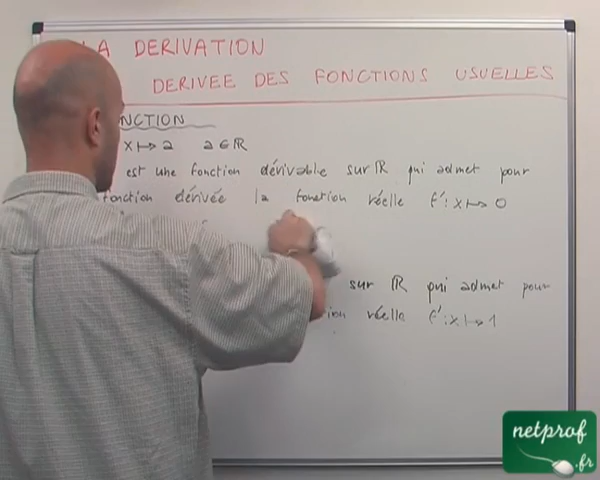 LA DERIVATION
DERIVEE DES FONCTIONS USUELLES
NCTION
x ↦ a a ∈ ℝ
est une fonction dérivable sur ℝ qui admet pour
fonction dérivée la fonction réelle f' : x ↦ 0
sur ℝ qui admet pour
ion réelle f' : x ↦ 1
netprof
.fr